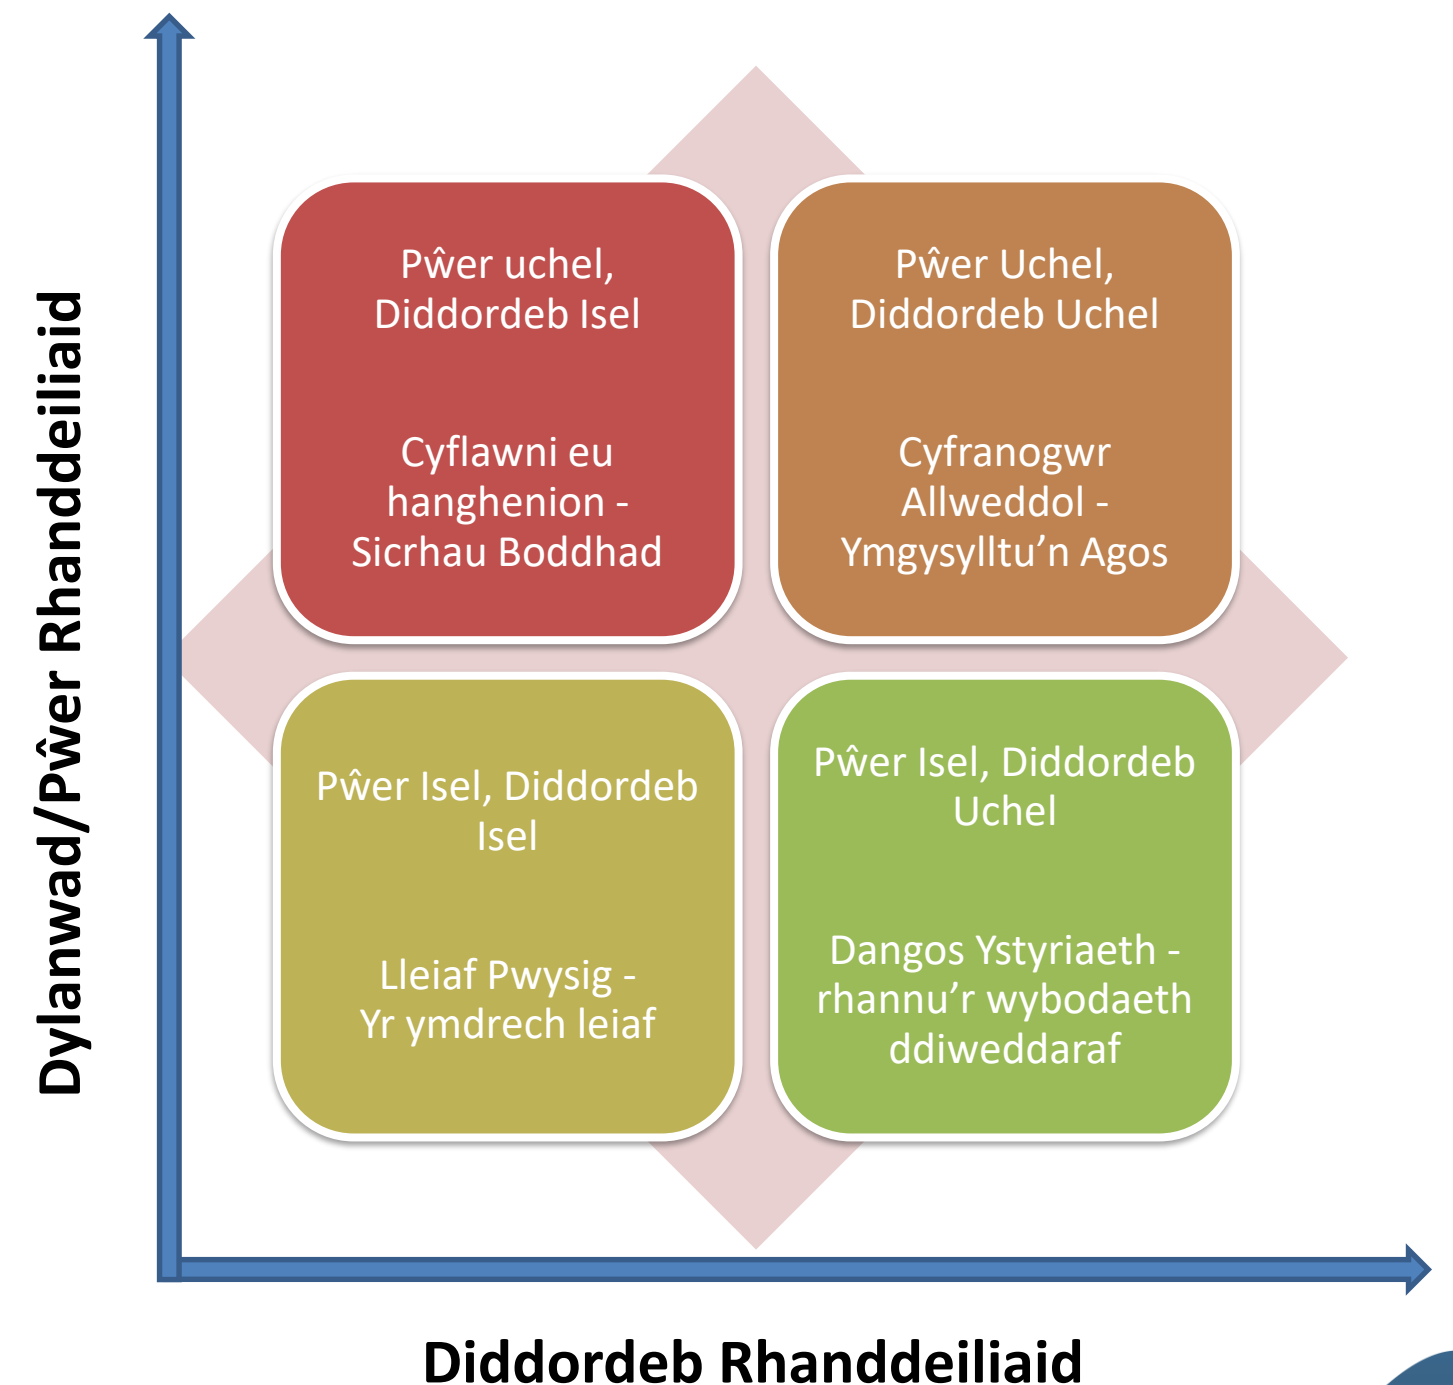 Dylanwad/Pŵer Rhanddeiliaid
Pŵer uchel,
Diddordeb Isel
Cyflawni eu
hanghenion -
Sicrhau Boddhad
Pŵer Uchel,
Diddordeb Uchel
Cyfranogwr
Allweddol -
Ymgysylltu’n Agos
Pŵer Isel, Diddordeb
Isel
Lleiaf Pwysig -
Yr ymdrech leiaf
Pŵer Isel, Diddordeb
Uchel
Dangos Ystyriaeth -
rhannu’r wybodaeth
ddiweddaraf
Diddordeb Rhanddeiliaid